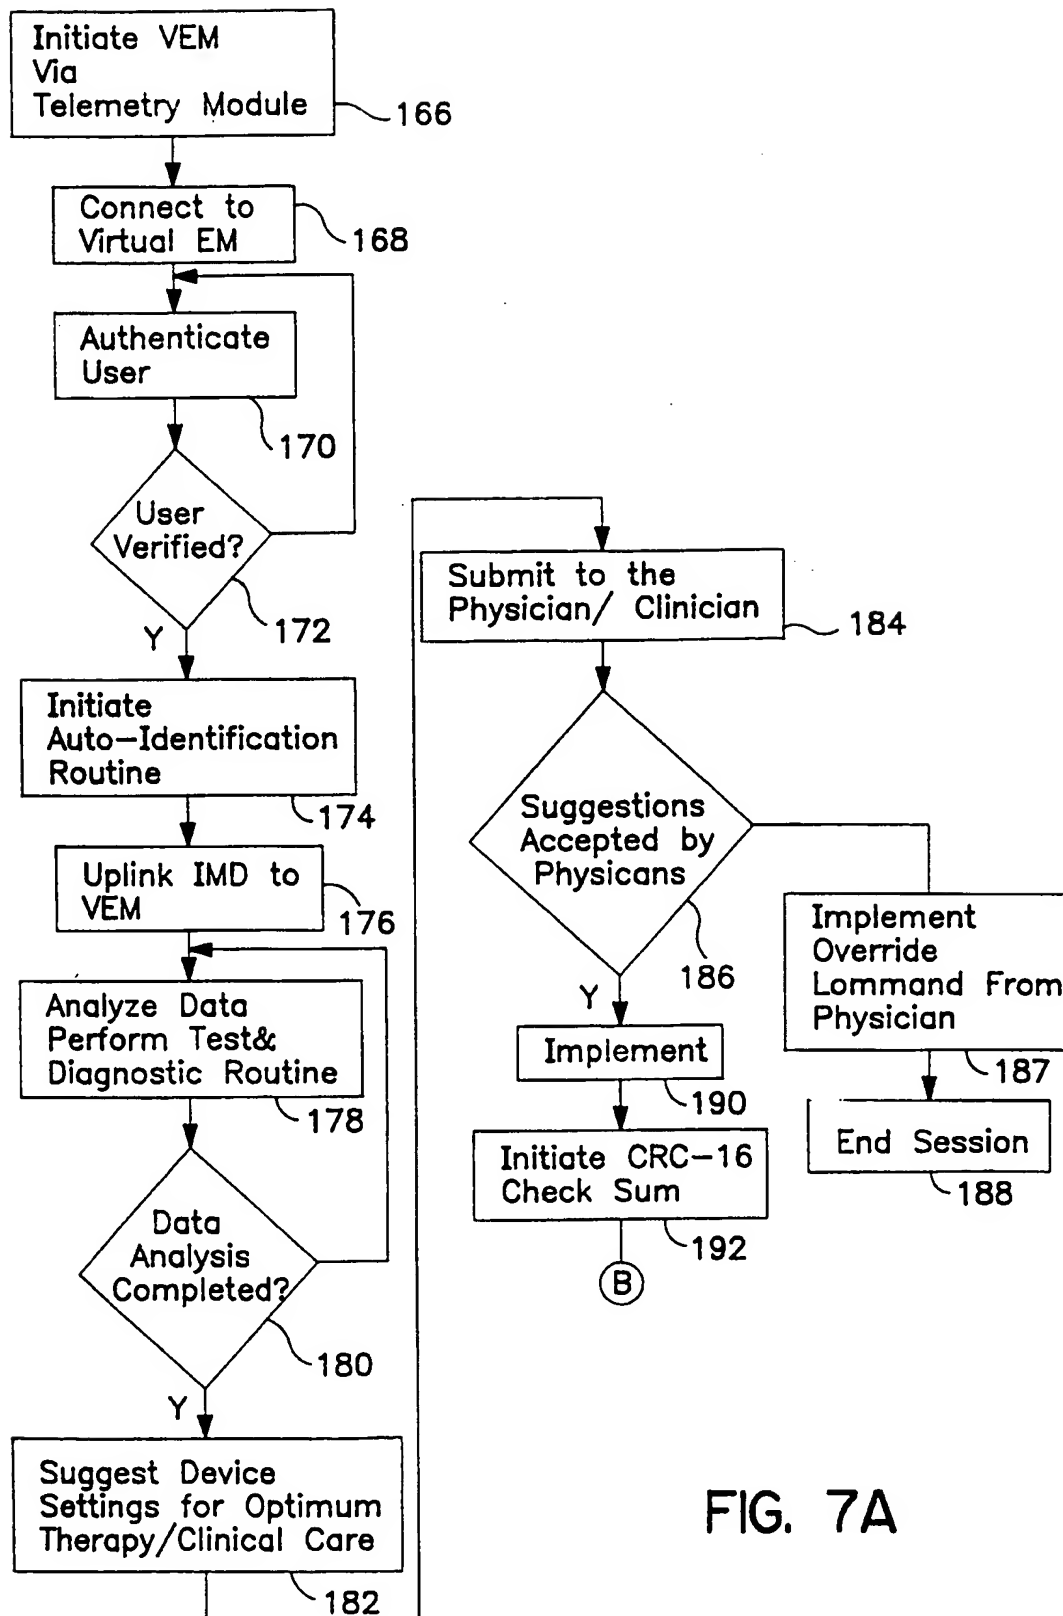 Initiate VEM
Via
Telemetry Module
166
Connect to
Virtual EM
168
Authenticate
User
170
User
Verified?
172
Y
Initiate
Auto-Identification
Routine
174
Uplink IMD to
VEM
176
Analyze Data
Perform Test&
Diagnostic Routine
178
Data
Analysis
Completed?
180
Y
Suggest Device
Settings for Optimum
Therapy/Clinical Care
182
Submit to the
Physician/ Clinician
184
Suggestions
Accepted by
Physicans
186
Y
Implement
Override
Lommand From
Physician
187
End Session
188
Implement
190
Initiate CRC-16
Check Sum
192
B
FIG. 7A